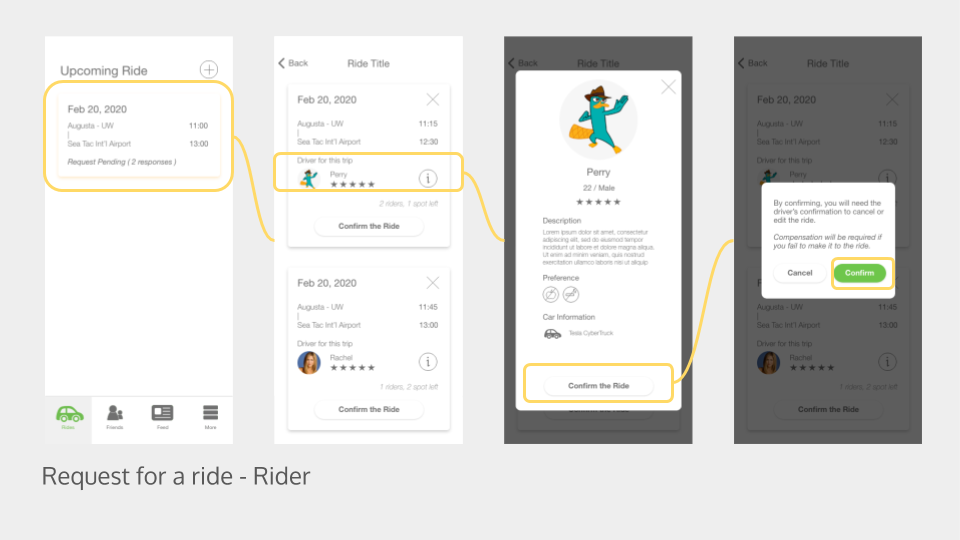 Upcoming Ride
Feb 20, 2020
Augusta - UW 11:00
Sea Tac Int'l Airport 13:00
Request Pending ( 2 responses )
Rides Friends Feed More
Back Ride Title
Feb 20, 2020
Augusta - UW 11:15
Sea Tac Int'l Airport 12:30
Driver for this trip
Perry
2 riders, 1 spot left
Confirm the Ride
Feb 20, 2020
Augusta - UW 11:45
Sea Tac Int'l Airport 13:00
Driver for this trip
Rachel
1 riders, 2 spot left
Confirm the Ride
Back Ride Title
Perry
22 / Male
Description
Lorem ipsum dolor sit amet, consectetur
adipiscing elit, sed do eiusmod tempor
incididunt ut labore et dolore magna aliqua.
Ut enim ad minim veniam, quis nostrud
exercitation ullamco laboris nisi ut aliquip
Preference
Car Information
Tesla CyberTruck
Confirm the Ride
Back Ride Title
Feb 20, 2020
Augusta - UW 11:15
Sea Tac Int'l Airport 12:30
By confirming, you will need the
driver's confirmation to cancel or
edit the ride.
Compensation will be required if
you fail to make it to the ride.
Cancel Confirm
Augusta - UW 11:45
Sea Tac Int'l Airport 13:00
Driver for this trip
Rachel
1 riders, 2 spot left
Confirm the Ride
Request for a ride - Rider